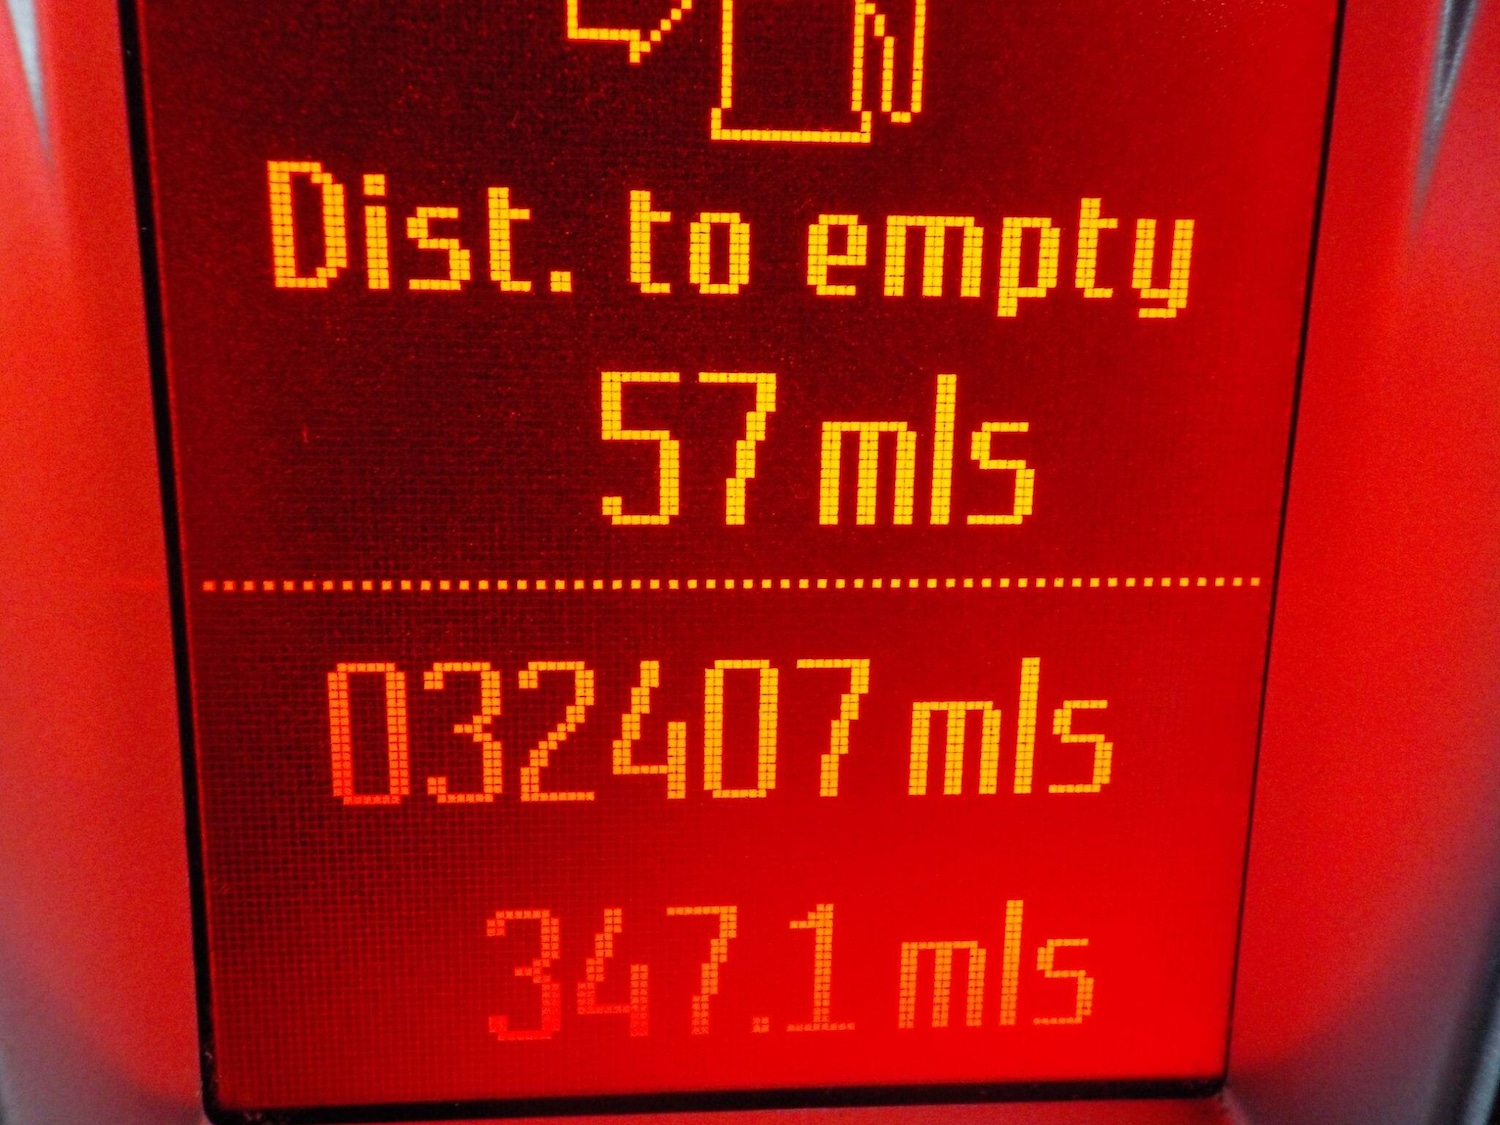 Dist. to empty
57 mls
032407 mls
347.1 mls